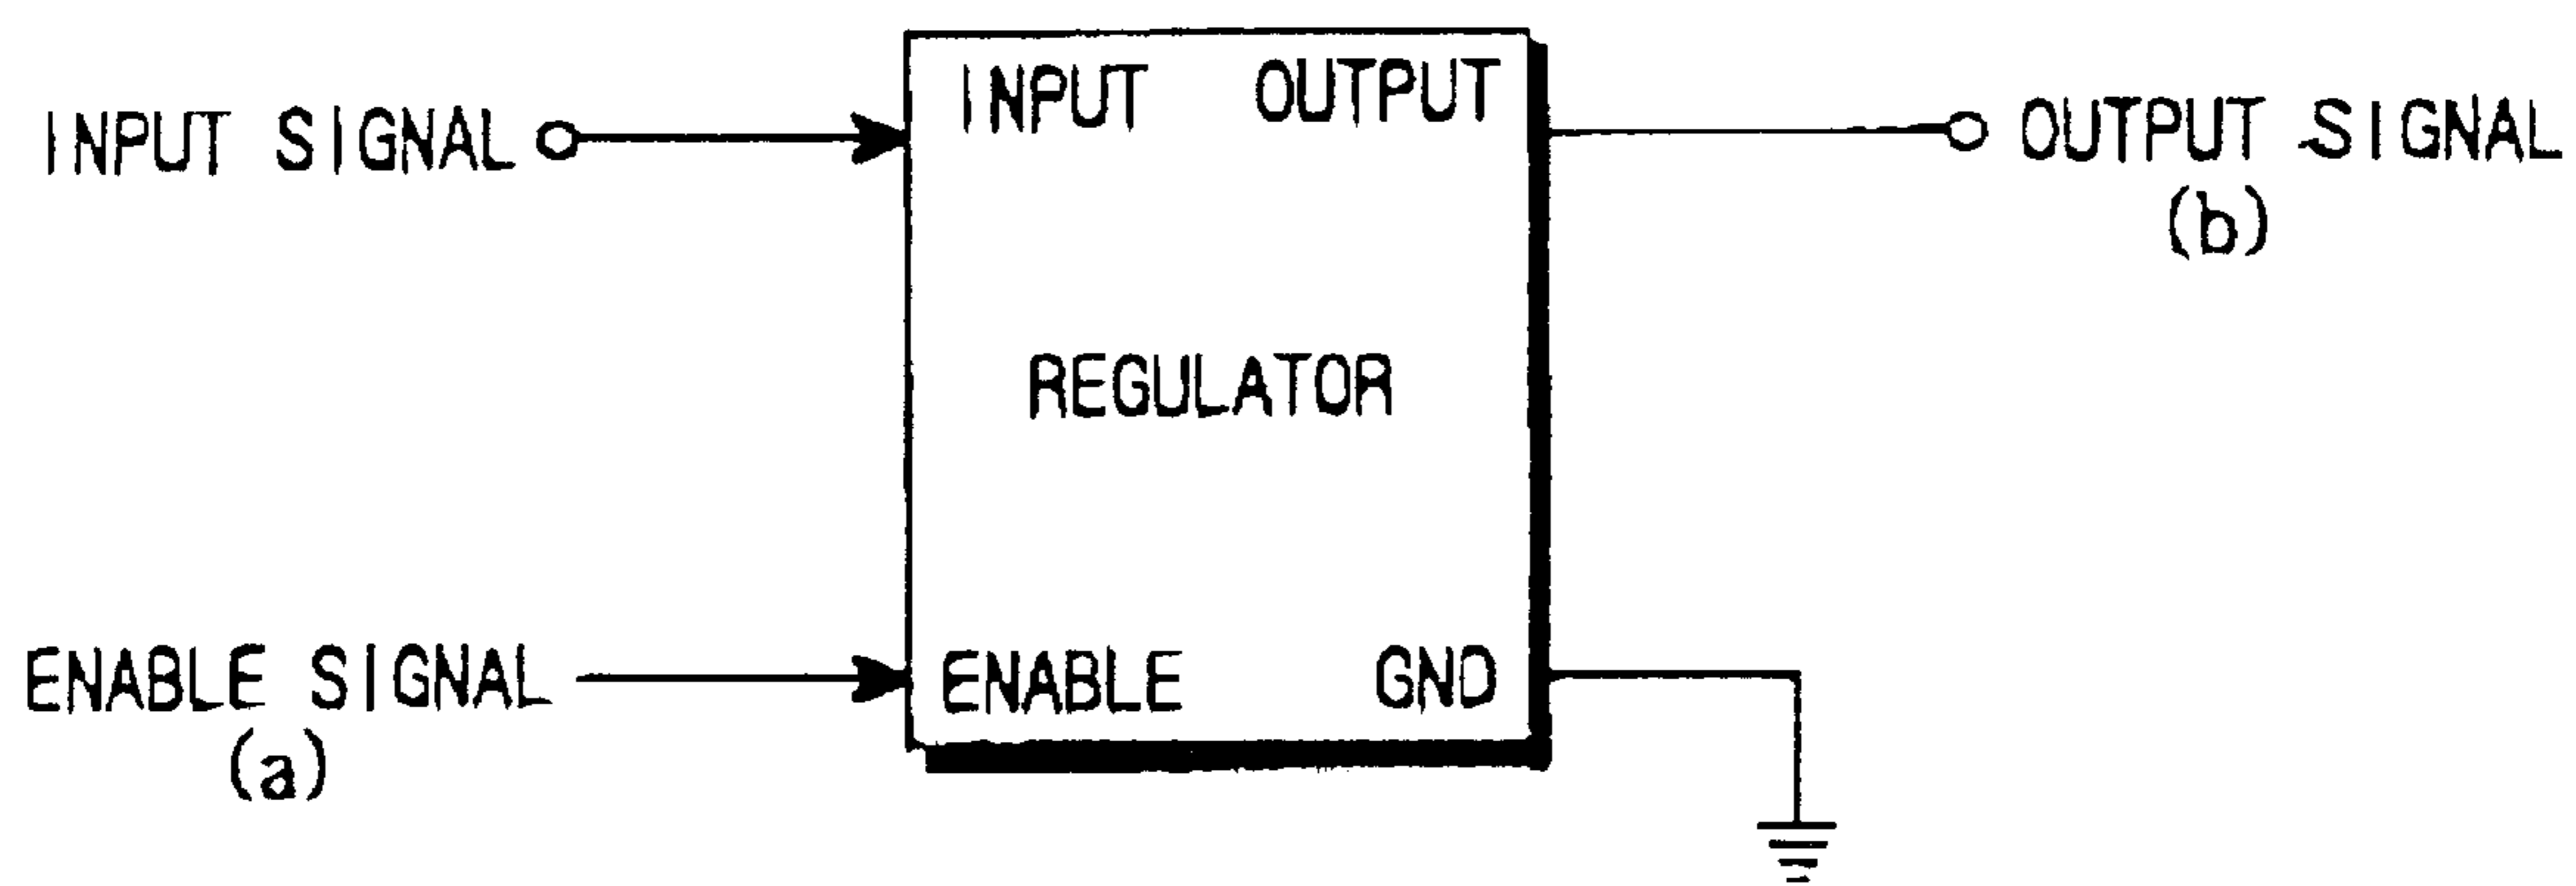 INPUT SIGNAL
INPUT
OUTPUT
OUTPUT SIGNAL
(b)
REGULATOR
ENABLE SIGNAL
(a)
ENABLE
GND